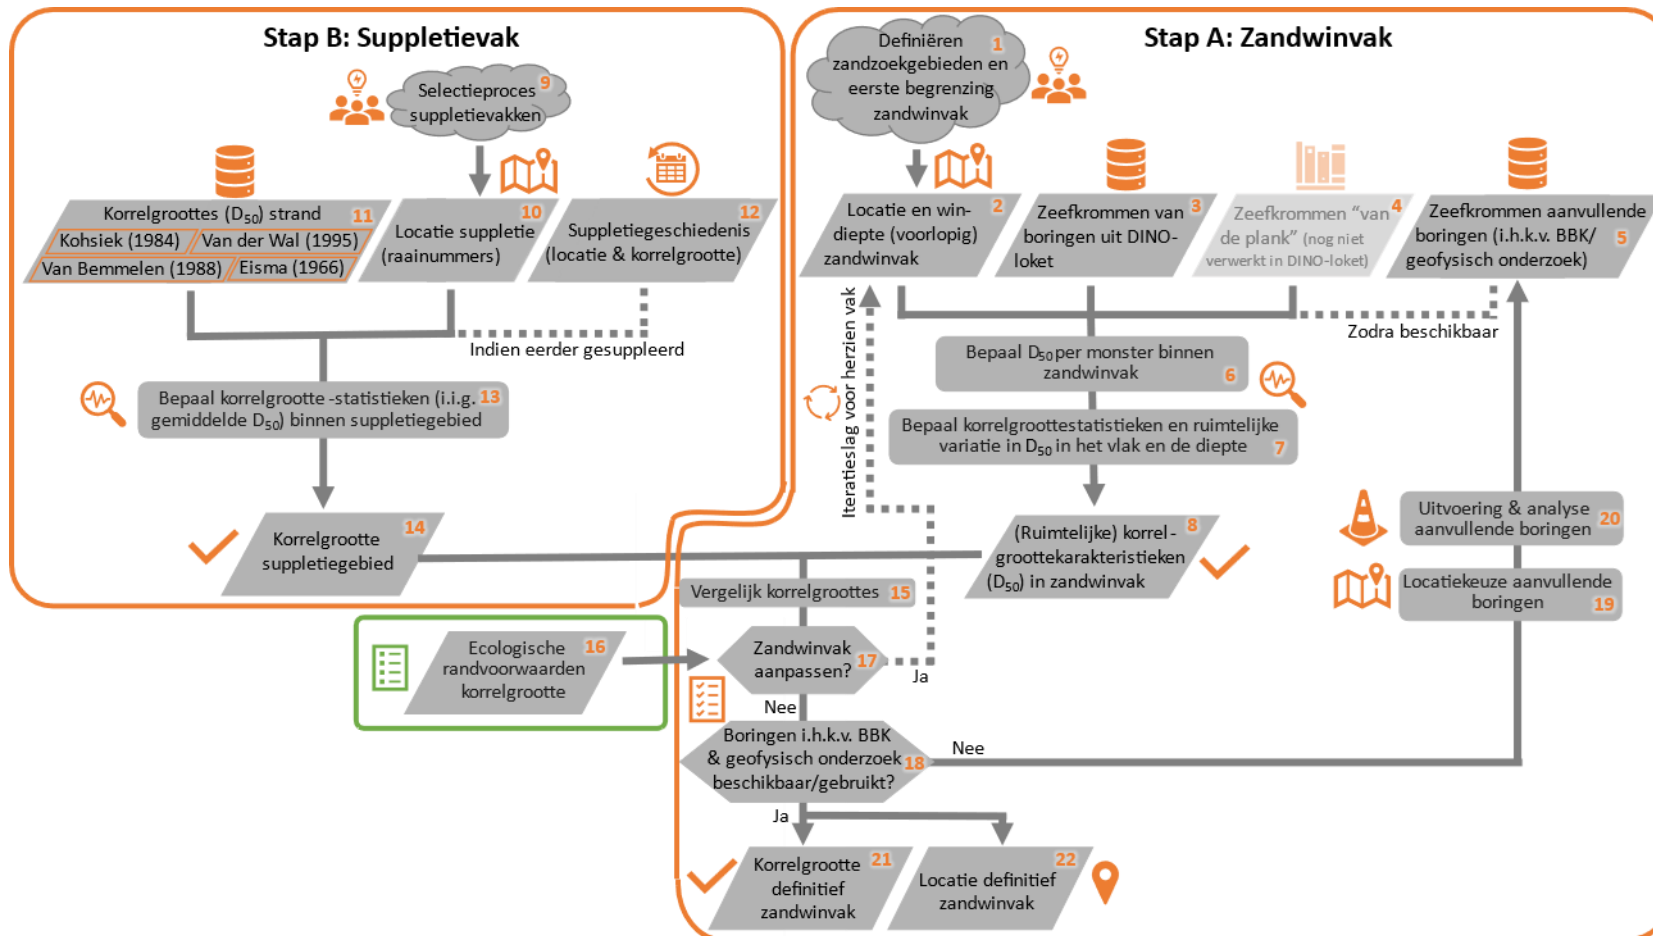 Stap B: Suppletievak
Selectieproces 9
suppletievakken
Korrelgroottes (D50) strand 11
Kohsiek (1984) Van der Wal (1995)
Van Bemmelen (1988) Eisma (1966)
10
Locatie suppletie
(raainummers)
12
Suppletiegeschiedenis
(locatie & korrelgrootte)
Indien eerder gesuppleerd
Bepaal korrelgrootte -statistieken (i.i.g. 13
gemiddelde D50) binnen suppletiegebied
14
Korrelgrootte
suppletiegebied
Stap A: Zandwinvak
Definiëren 1
zandzoekgebieden en
eerste begrenzing
zandwinvak
Locatie en win- 2
diepte (voorlopig)
zandwinvak
Zeefkrommen van 3
boringen uit DINO-
loket
4
Zeefkrommen “van
de plank” (nog niet
verwerkt in DINO-loket)
Zeefkrommen aanvullende
boringen (i.h.k.v. BBK/ 5
geofysisch onderzoek)
Zodra beschikbaar
Iteratieslag voor herzien vak
Bepaal D50 per monster binnen
zandwinvak 6
Bepaal korrelgroottestatistieken en ruimtelijke
variatie in D50 in het vlak en de diepte 7
(Ruimtelijke) korrel- 8
groottekarakteristieken
(D50) in zandwinvak
Uitvoering & analyse
aanvullende boringen 20
Locatiekeuze aanvullende
boringen 19
Vergelijk korrelgroottes 15
Ecologische 16
randvoorwaarden
korrelgrootte
Zandwinvak
aanpassen? 17
Ja
Nee
Boringen i.h.k.v. BBK
& geofysisch onderzoek 18
beschikbaar/gebruikt?
Nee
Ja
Korrelgrootte 21
definitief
zandwinvak
22
Locatie definitief
zandwinvak